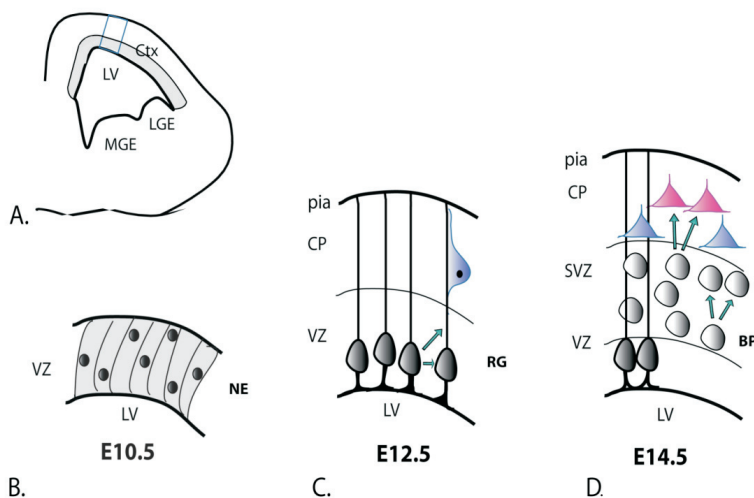 Ctx
LV
LGE
MGE
A.
VZ
NE
LV
E10.5
B.
pia
CP
VZ
RG
LV
E12.5
C.
pia
CP
SVZ
VZ
BP
LV
E14.5
D.